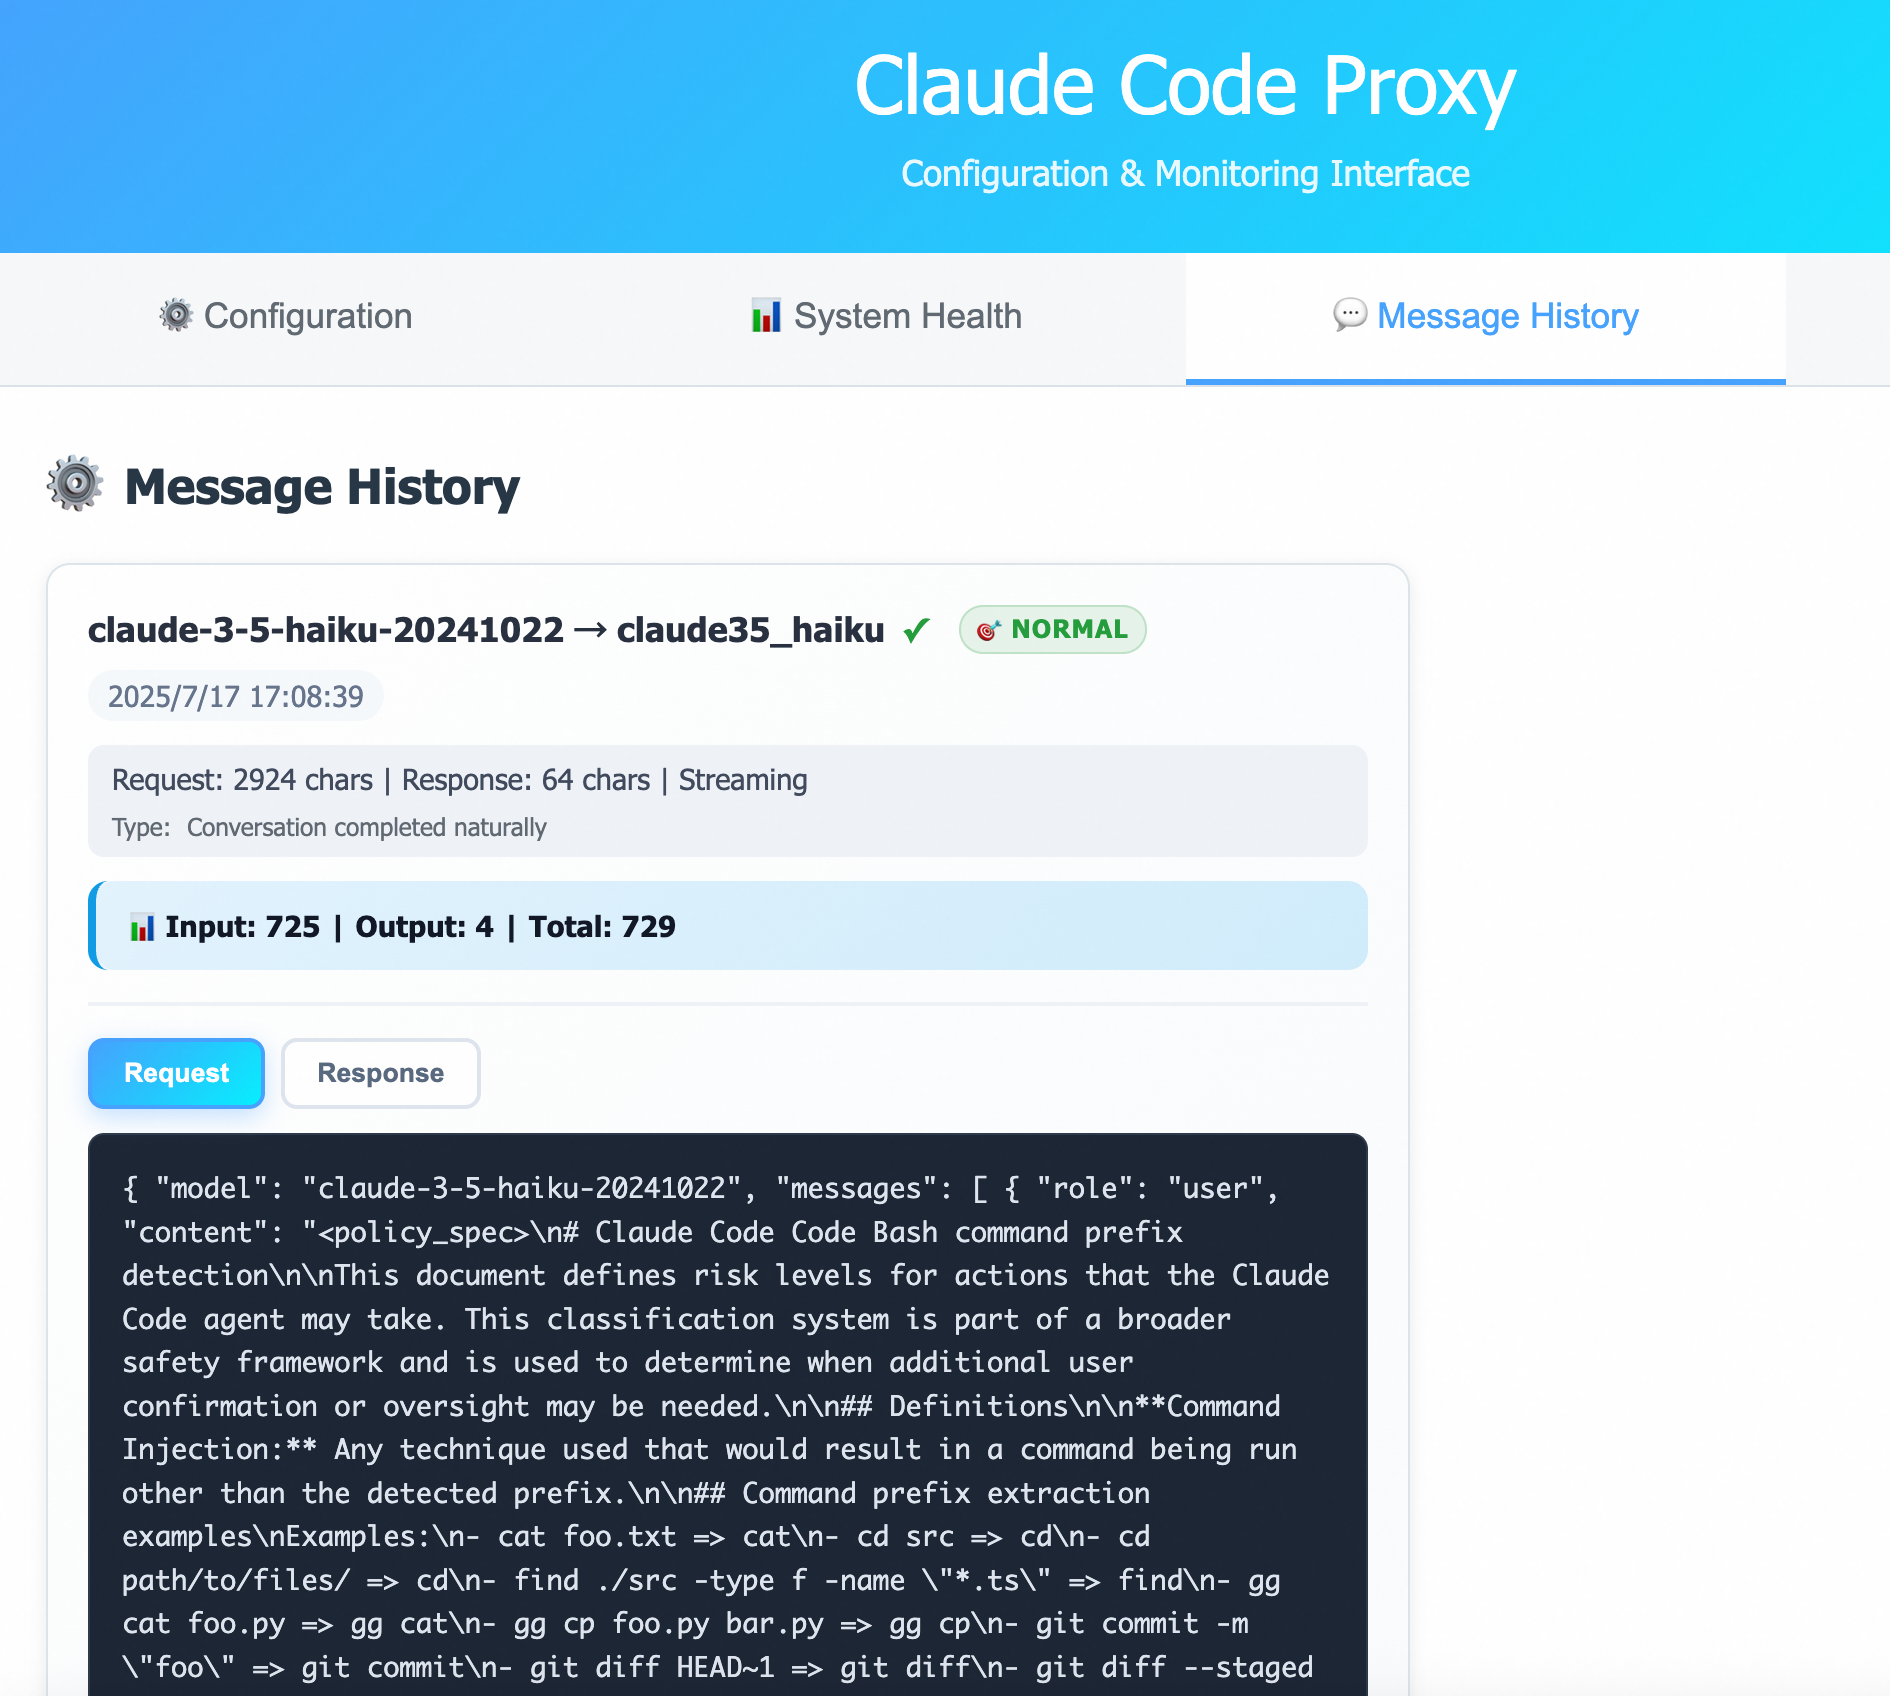 Claude Code Proxy
Configuration & Monitoring Interface
Configuration
System Health
Message History
Message History
claude-3-5-haiku-20241022 → claude35_haiku ✓ NORMAL
2025/7/17 17:08:39
Request: 2924 chars | Response: 64 chars | Streaming
Type: Conversation completed naturally
Input: 725 | Output: 4 | Total: 729
Request
Response
{ "model": "claude-3-5-haiku-20241022", "messages": [ { "role": "user",
"content": "<policy_spec>\n# Claude Code Code Bash command prefix
detection\n\nThis document defines risk levels for actions that the Claude
Code agent may take. This classification system is part of a broader
safety framework and is used to determine when additional user
confirmation or oversight may be needed.\n\n## Definitions\n\n**Command
Injection:** Any technique used that would result in a command being run
other than the detected prefix.\n\n## Command prefix extraction
examples\nExamples:\n- cat foo.txt => cat\n- cd src => cd\n- cd
path/to/files/ => cd\n- find ./src -type f -name \"*.ts\" => find\n- gg
cat foo.py => gg cat\n- gg cp foo.py bar.py => gg cp\n- git commit -m
\"foo\" => git commit\n- git diff HEAD~1 => git diff\n- git diff --staged